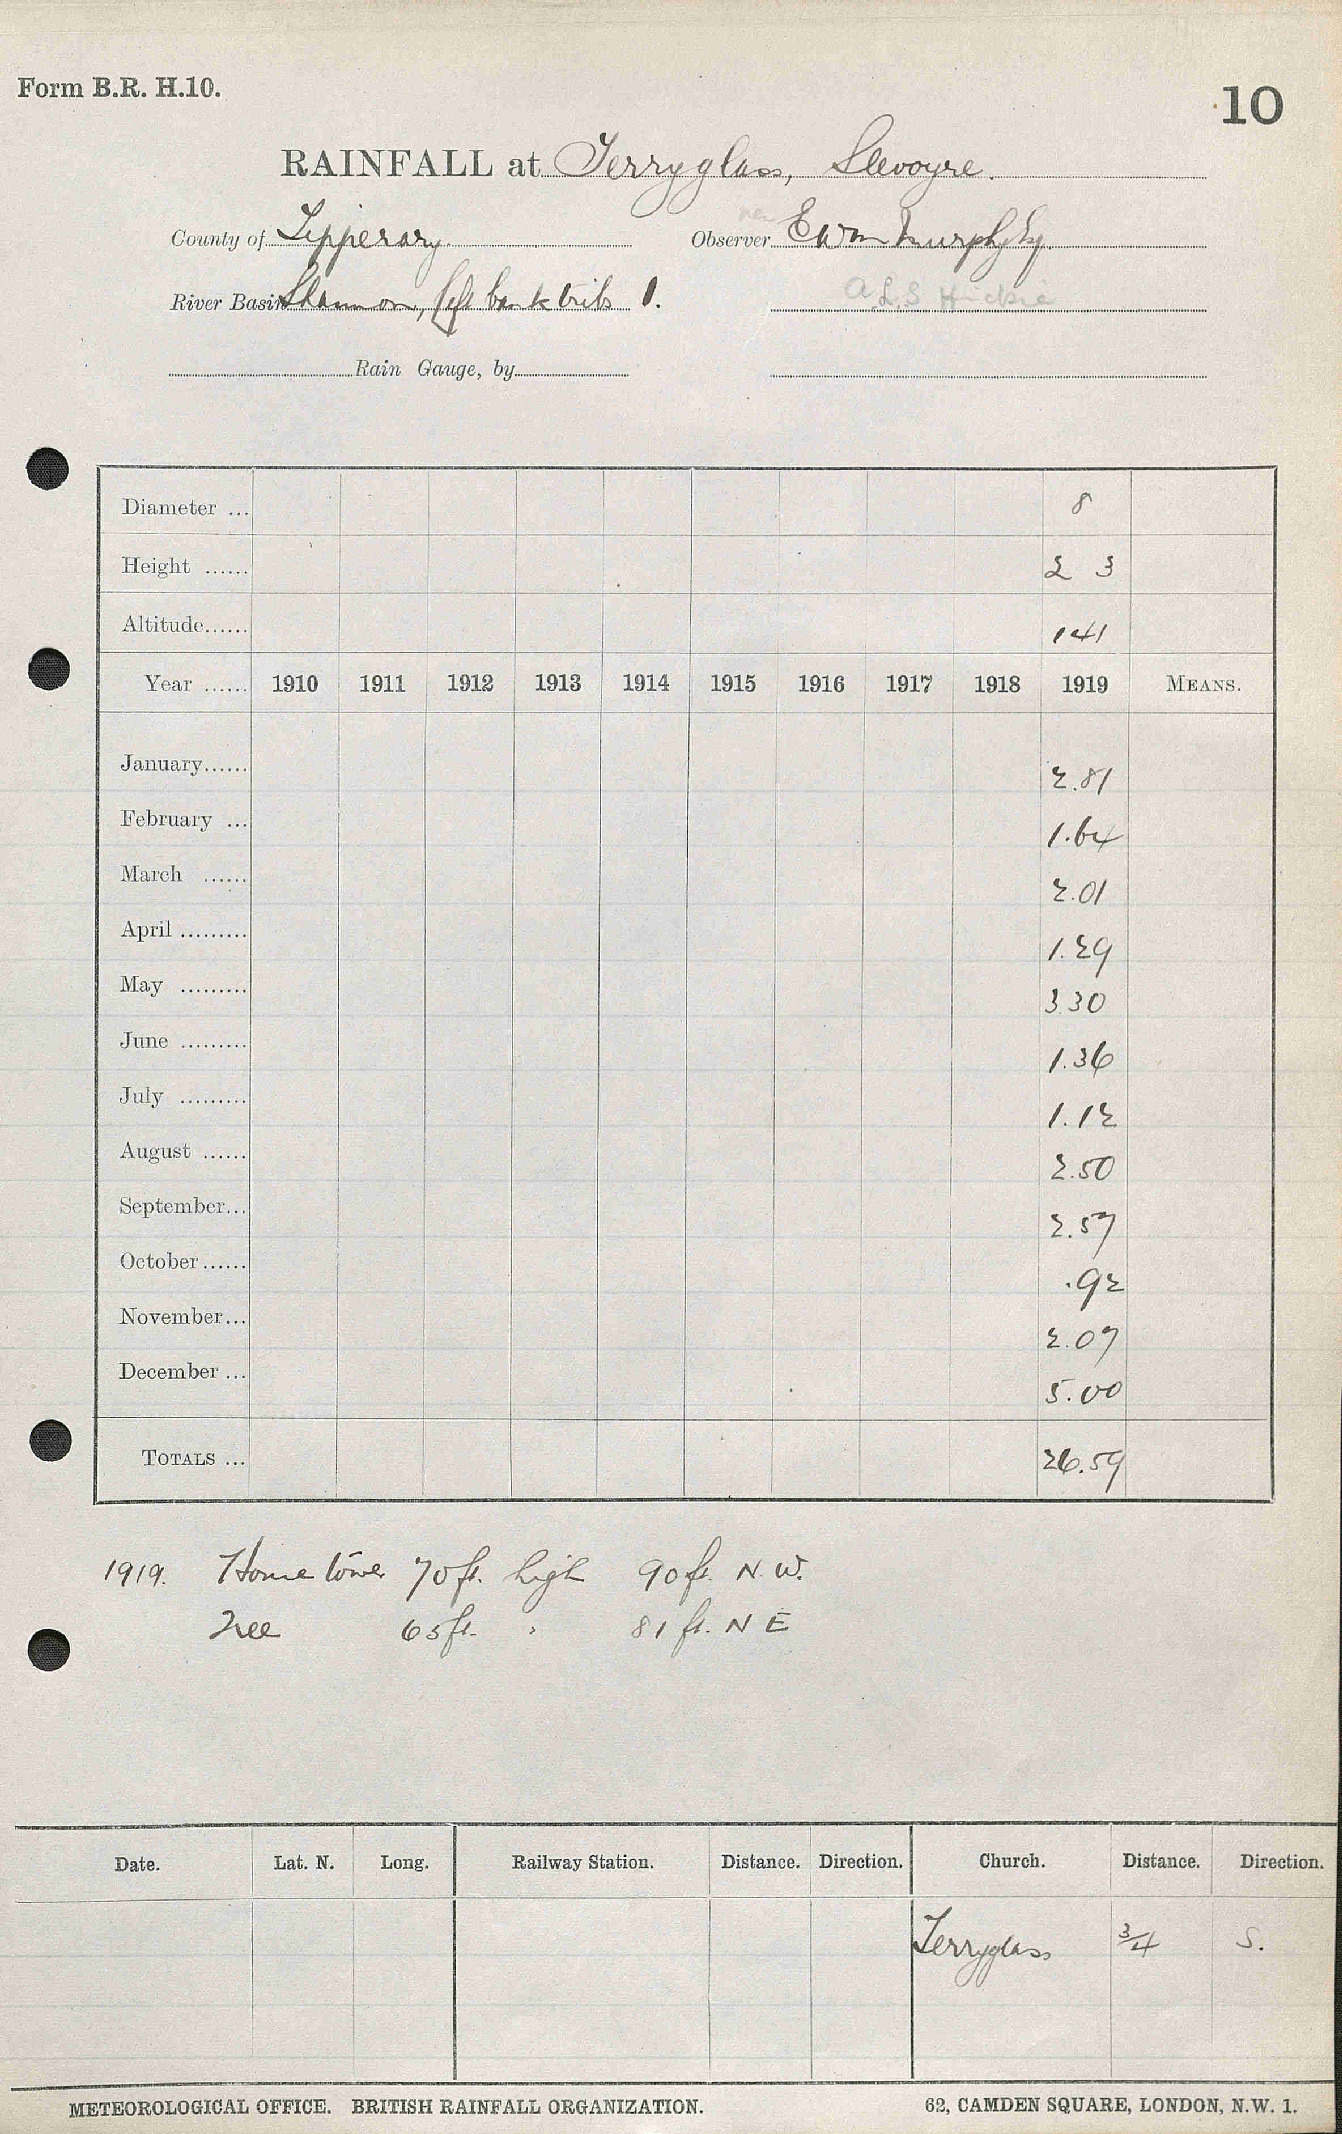 Form B.R. H.10.
10
RAINFALL at Terryglass, Slevoyre.
County of Tipperary. Observer E Wm Murphy Esq.
River Basin Shannon, left bank tribs 1. A.L.S Hickie
Rain Gauge, by
Diameter ... 8
Height ...... 2 3
Altitude...... 141
Year ...... 1910 1911 1912 1913 1914 1915 1916 1917 1918 1919 MEANS.
January...... 2.81
February ... 1.64
March ...... 2.01
April ......... 1.29
May ......... 3.30
June ......... 1.36
July ......... 1.12
August ...... 2.50
September... 2.57
October...... .92
November... 2.07
December ... 5.00
TOTALS ... 26.59
1919. Home tower 70 ft. high 90 ft. N.W.
Tree 65 ft. " 81 ft. N E
Date. Lat. N. Long. Railway Station. Distance. Direction. Church. Distance. Direction.
Terryglass 3/4 S.
METEOROLOGICAL OFFICE. BRITISH RAINFALL ORGANIZATION. 62, CAMDEN SQUARE, LONDON, N.W. 1.